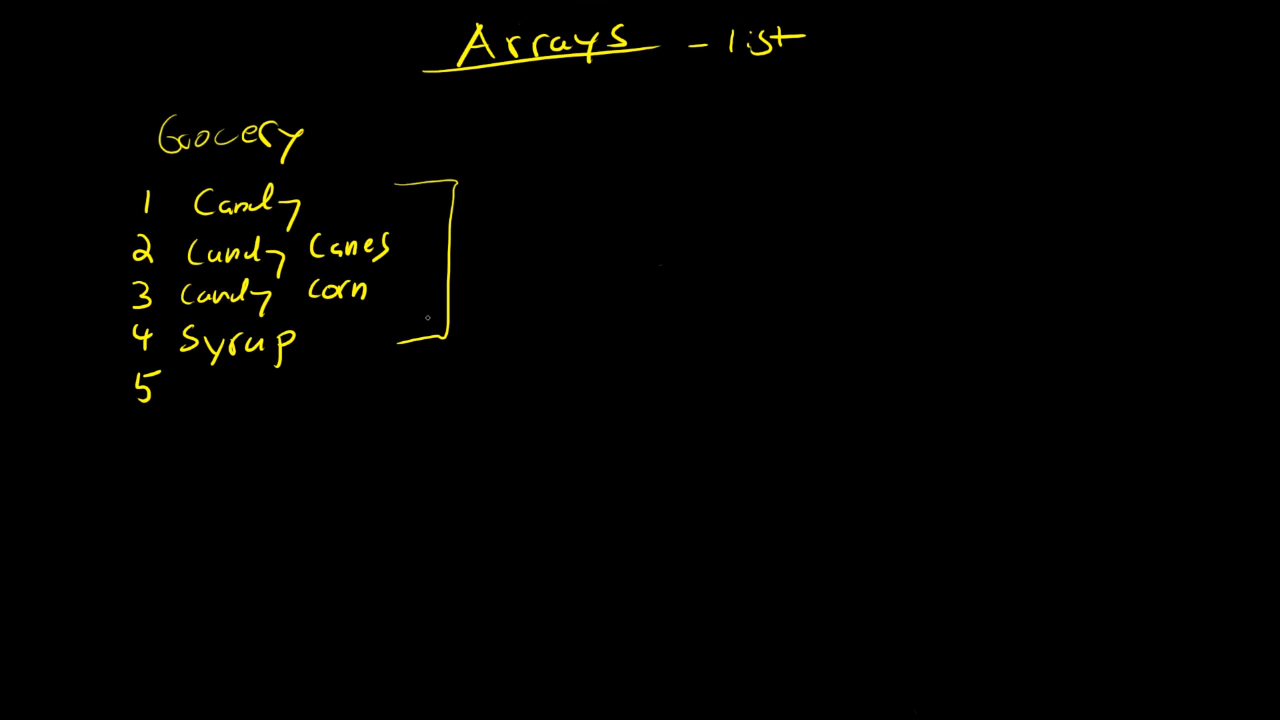 Arrays - list
Grocery
1 Candy
2 Candy Canes
3 Candy corn
4 Syrup
5